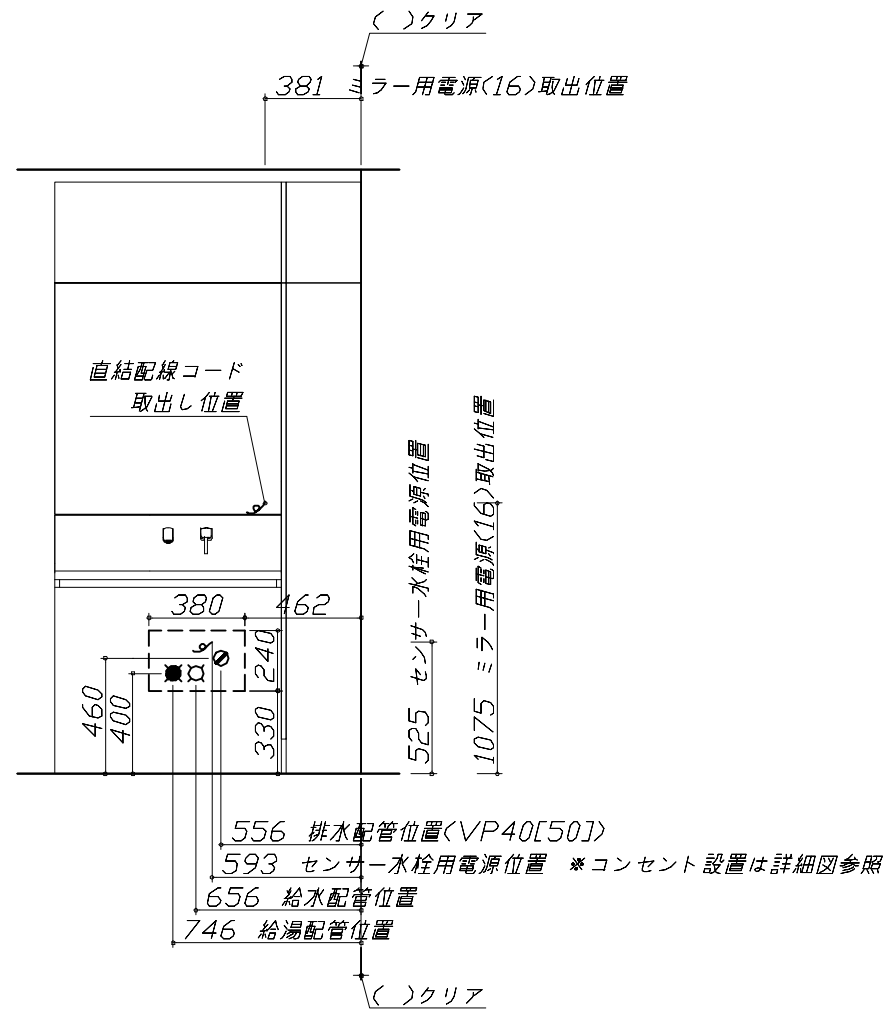 ( )クリア
381 ミラー用電源(16)取出位置
直結配線コード
取出し位置
380
462
240
330
460
400
525 センサー水栓用電源位置
1075 ミラー用電源(16)取出位置
556 排水配管位置(VP40[50])
593 センサー水栓用電源位置 ※コンセント設置は詳細図参照
656 給水配管位置
746 給湯配管位置
( )クリア